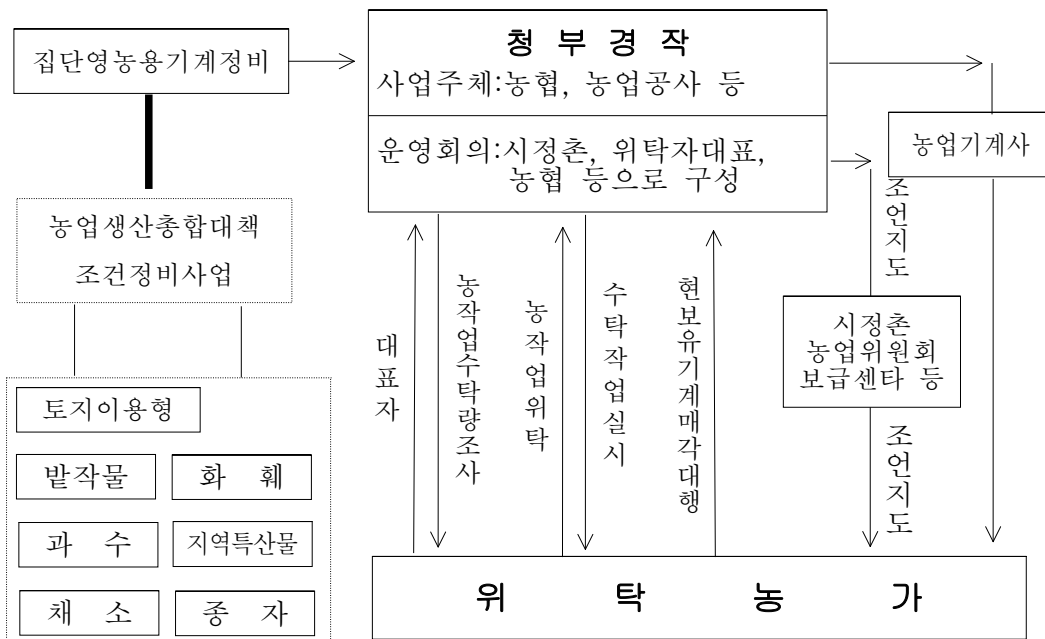 집단영농용기계정비
청 부 경 작
사업주체:농협, 농업공사 등
운영회의:시정촌, 위탁자대표,
농협 등으로 구성
농업기계사
농업생산총합대책
조건정비사업
토지이용형
밭작물
화 훼
과 수
지역특산물
채 소
종 자
대표자
농작업수탁량조사
농작업위탁
수탁작업실시
현보유기계매각대행
조언지도
시정촌
농업위원회
보급센타 등
조언지도
위 탁 농 가